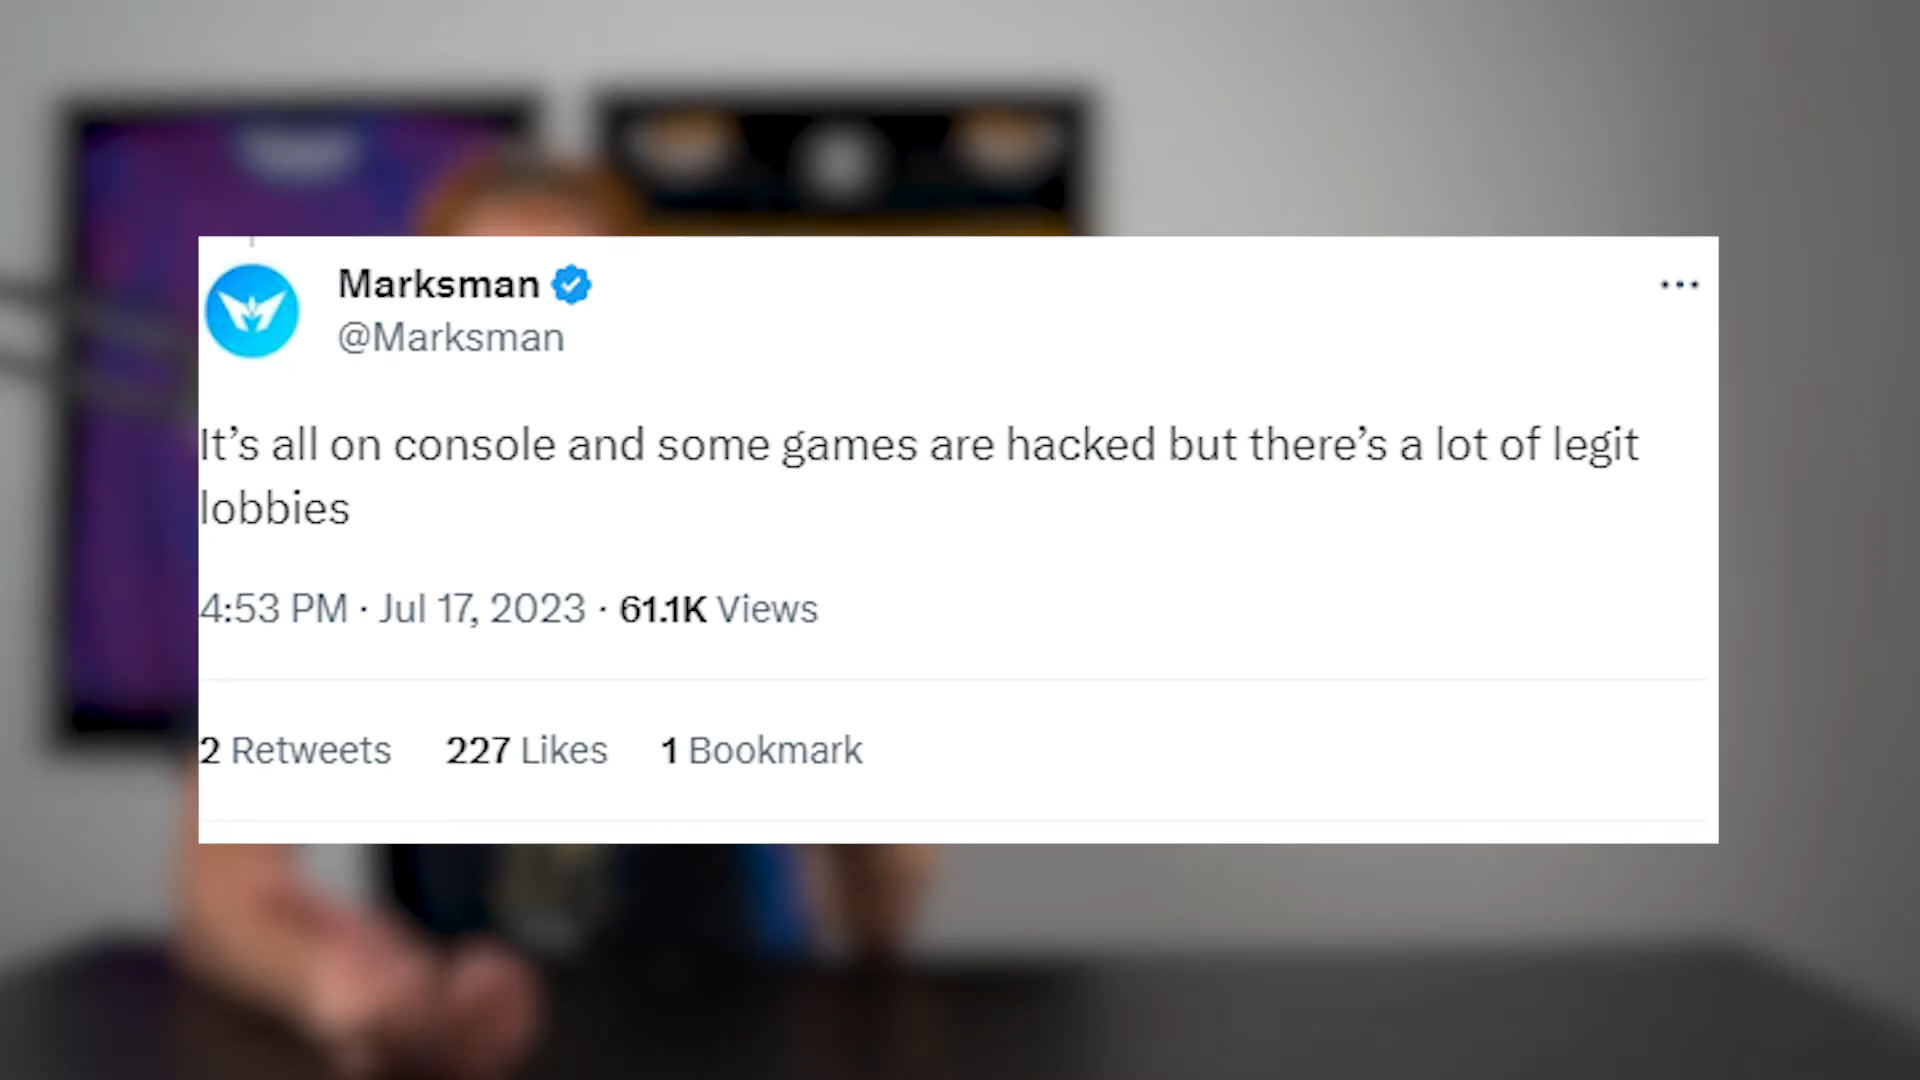 Marksman
@Marksman
It's all on console and some games are hacked but there's a lot of legit
lobbies
4:53 PM · Jul 17, 2023 · 61.1K Views
2 Retweets 227 Likes 1 Bookmark